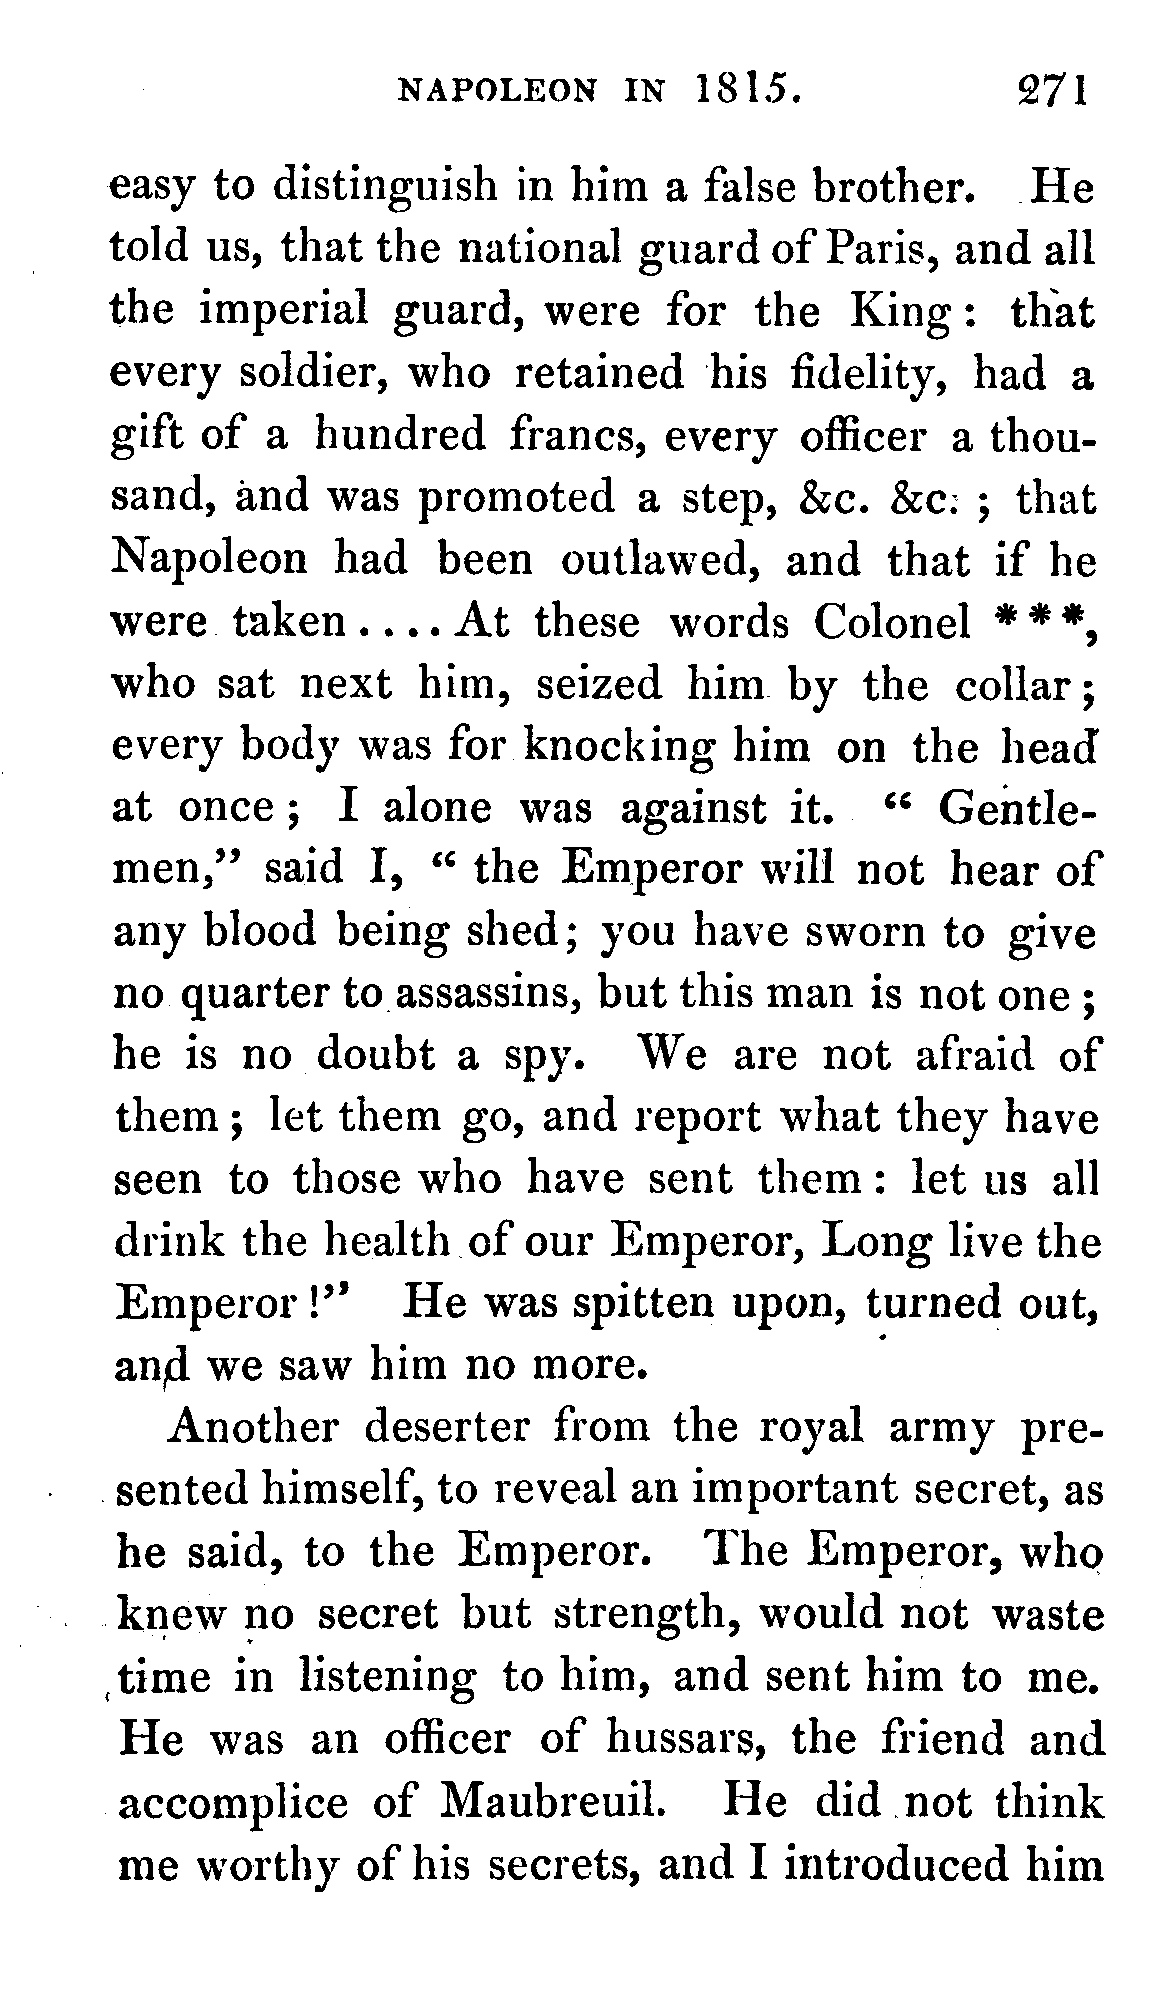 NAPOLEON IN 1815. 271
easy to distinguish in him a false brother. He
told us, that the national guard of Paris, and all
the imperial guard, were for the King : that
every soldier, who retained his fidelity, had a
gift of a hundred francs, every officer a thou-
sand, and was promoted a step, &c. &c. ; that
Napoleon had been outlawed, and that if he
were taken .... At these words Colonel * * *,
who sat next him, seized him by the collar ;
every body was for knocking him on the head
at once ; I alone was against it. “ Gentle-
men,” said I, “ the Emperor will not hear of
any blood being shed; you have sworn to give
no quarter to assassins, but this man is not one ;
he is no doubt a spy. We are not afraid of
them ; let them go, and report what they have
seen to those who have sent them : let us all
drink the health of our Emperor, Long live the
Emperor !” He was spitten upon, turned out,
and we saw him no more.
Another deserter from the royal army pre-
sented himself, to reveal an important secret, as
he said, to the Emperor. The Emperor, who
knew no secret but strength, would not waste
time in listening to him, and sent him to me.
He was an officer of hussars, the friend and
accomplice of Maubreuil. He did not think
me worthy of his secrets, and I introduced him